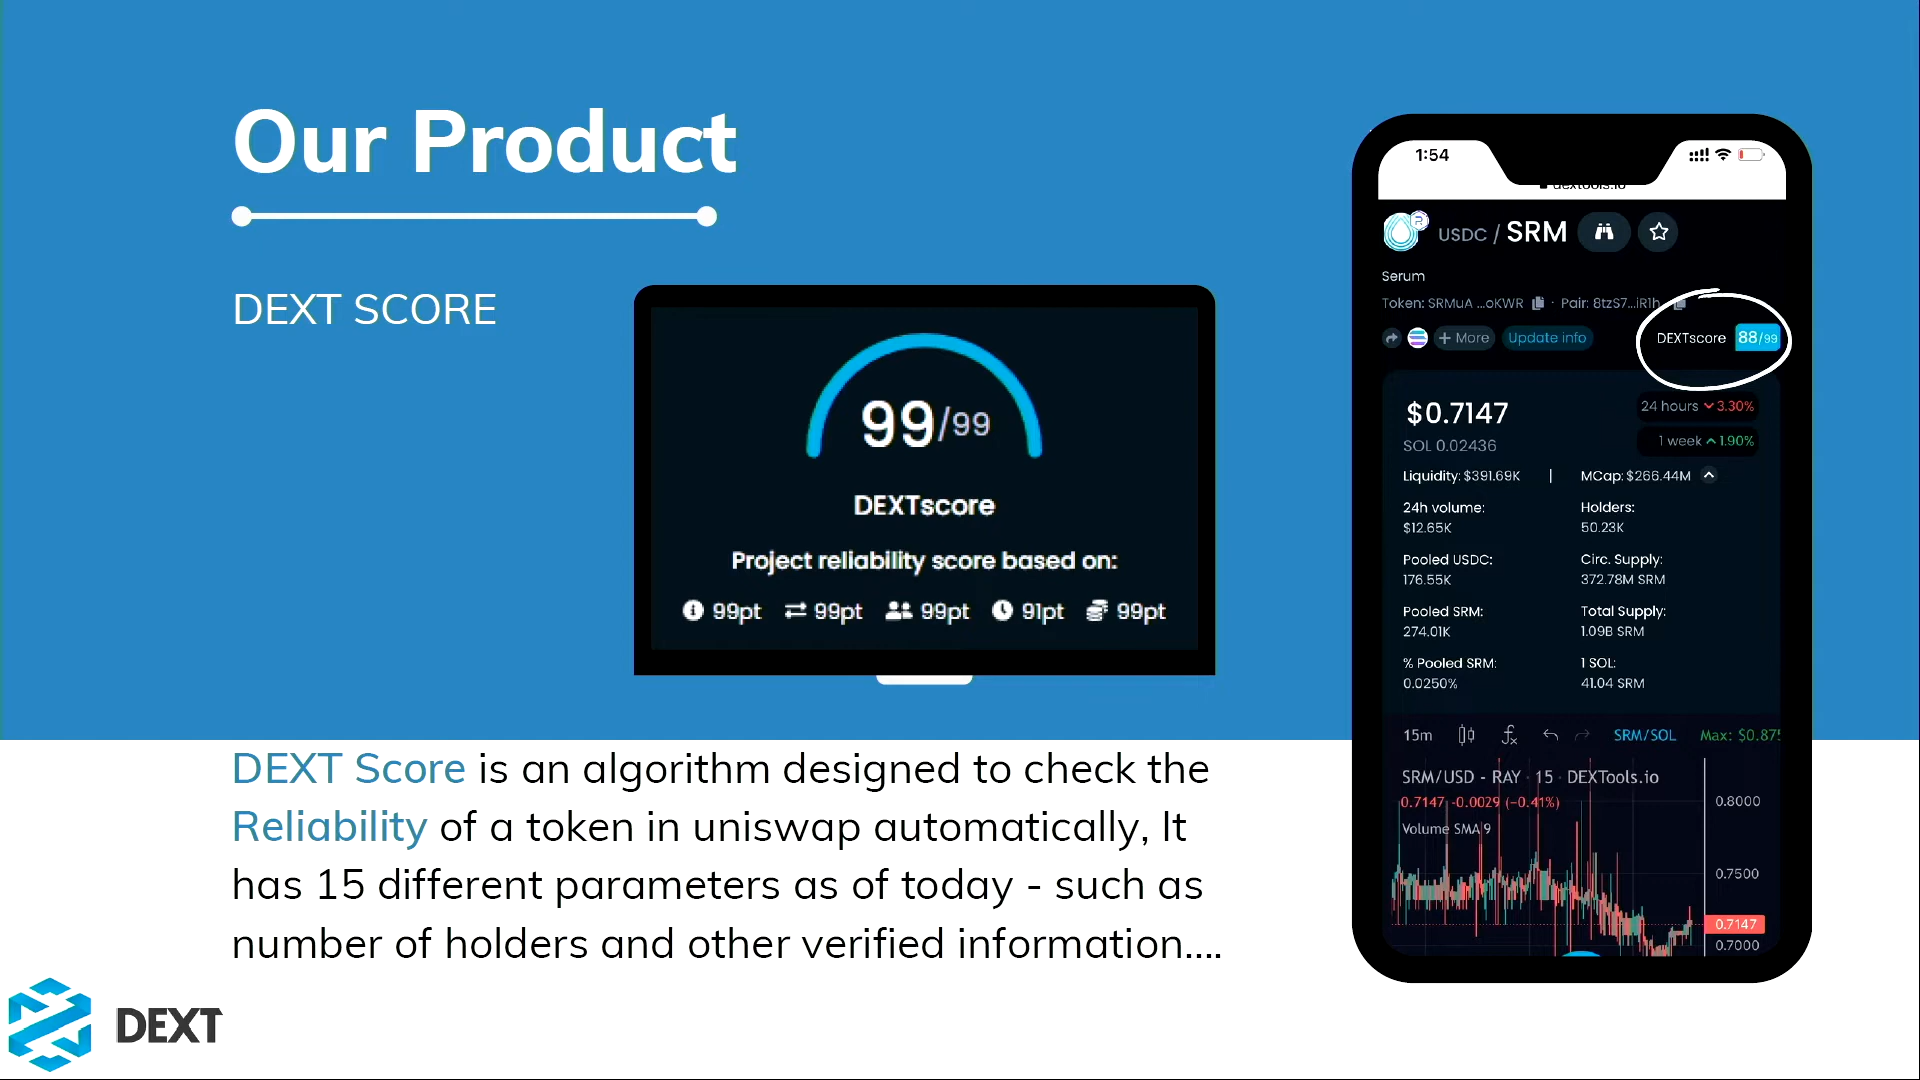 Our Product
DEXT SCORE
99/99
DEXTscore
Project reliability score based on:
99pt 99pt 99pt 91pt 99pt
DEXT Score is an algorithm designed to check the
Reliability of a token in uniswap automatically, It
has 15 different parameters as of today - such as
number of holders and other verified information....
DEXT
1:54
dextools.io
USDC / SRM
Serum
Token: SRMuA ...oKWR · Pair: 8tzS7...iR1h
+ More Update info DEXTscore 88/99
$0.7147 24 hours 3.30%
SOL 0.02436 1 week 1.90%
Liquidity: $391.69K | MCap: $266.44M
24h volume: Holders:
$12.65K 50.23K
Pooled USDC: Circ. Supply:
176.55K 372.78M SRM
Pooled SRM: Total Supply:
274.01K 1.09B SRM
% Pooled SRM: 1 SOL:
0.0250% 41.04 SRM
15m fx SRM/SOL Max: $0.875
SRM/USD - RAY · 15 · DEXTools.io
0.7147 -0.0029 (-0.41%) 0.8000
Volume SMA 9
0.7500
0.7147
0.7000